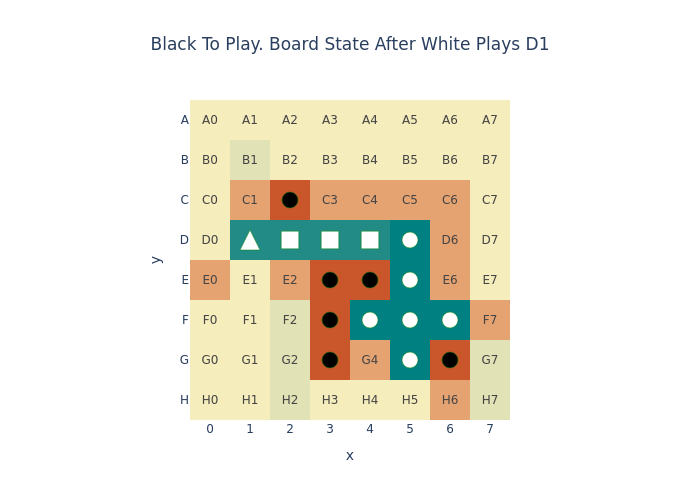 Black To Play. Board State After White Plays D1
A A0 A1 A2 A3 A4 A5 A6 A7
B B0 B1 B2 B3 B4 B5 B6 B7
C C0 C1 C3 C4 C5 C6 C7
D D0 D6 D7
y
E E0 E1 E2 E6 E7
F F0 F1 F2 F7
G G0 G1 G2 G4 G7
H H0 H1 H2 H3 H4 H5 H6 H7
0 1 2 3 4 5 6 7
x